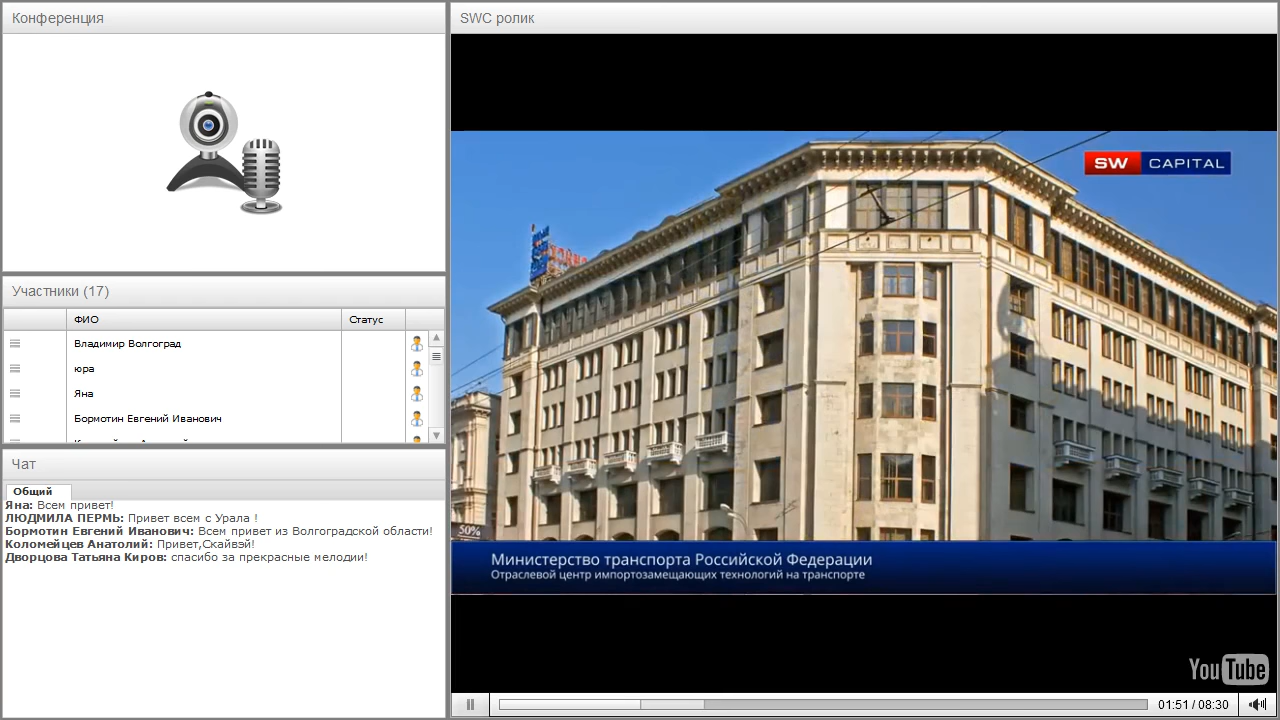 Конференция
SWC ролик
SW CAPITAL
Участники (17)
ФИО
Статус
Владимир Волгоград
юра
Яна
Бормотин Евгений Иванович
Чат
Общий
Яна: Всем привет!
ЛЮДМИЛА ПЕРМЬ: Привет всем с Урала !
Бормотин Евгений Иванович: Всем привет из Волгоградской области!
Коломейцев Анатолий: Привет,Скайвэй!
Дворцова Татьяна Киров: спасибо за прекрасные мелодии!
50%
Министерство транспорта Российской Федерации
Отраслевой центр импортозамещающих технологий на транспорте
YouTube
01:51 / 08:30